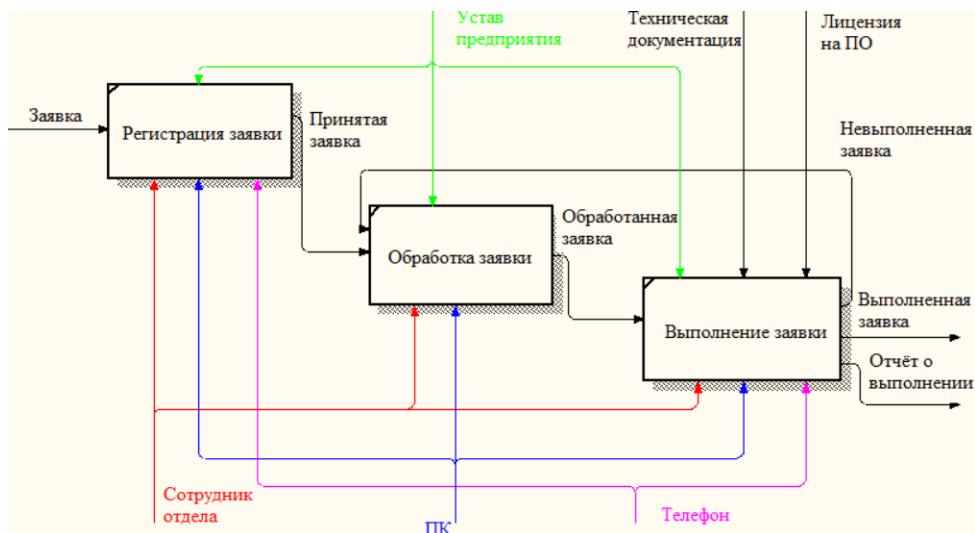 Устав
предприятия
Техническая
документация
Лицензия
на ПО
Заявка
Регистрация заявки
Принятая
заявка
Невыполненная
заявка
Обработка заявки
Обработанная
заявка
Выполнение заявки
Выполненная
заявка
Отчёт о
выполнении
Сотрудник
отдела
ПК
Телефон